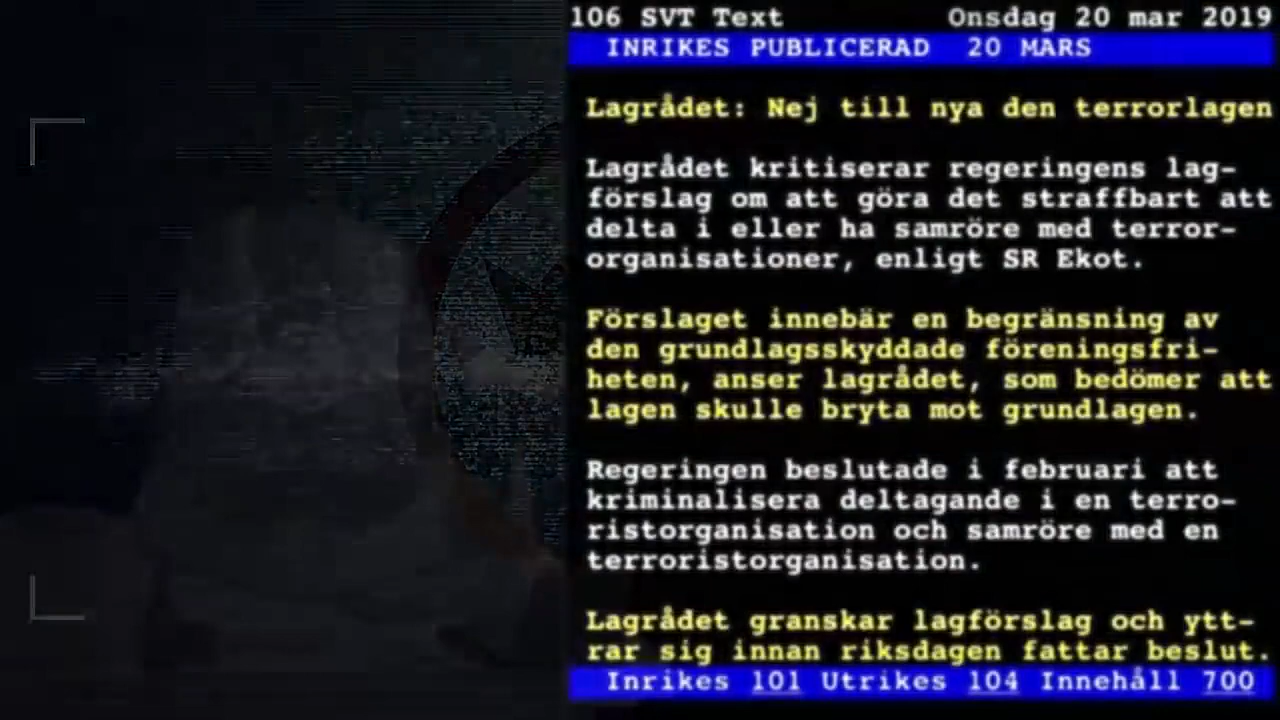 106 SVT Text Onsdag 20 mar 2019
INRIKES PUBLICERAD 20 MARS
Lagrådet: Nej till nya den terrorlagen
Lagrådet kritiserar regeringens lag-
förslag om att göra det straffbart att
delta i eller ha samröre med terror-
organisationer, enligt SR Ekot.
Förslaget innebär en begränsning av
den grundlagsskyddade föreningsfri-
heten, anser lagrådet, som bedömer att
lagen skulle bryta mot grundlagen.
Regeringen beslutade i februari att
kriminalisera deltagande i en terro-
ristorganisation och samröre med en
terroristorganisation.
Lagrådet granskar lagförslag och ytt-
rar sig innan riksdagen fattar beslut.
Inrikes 101 Utrikes 104 Innehåll 700